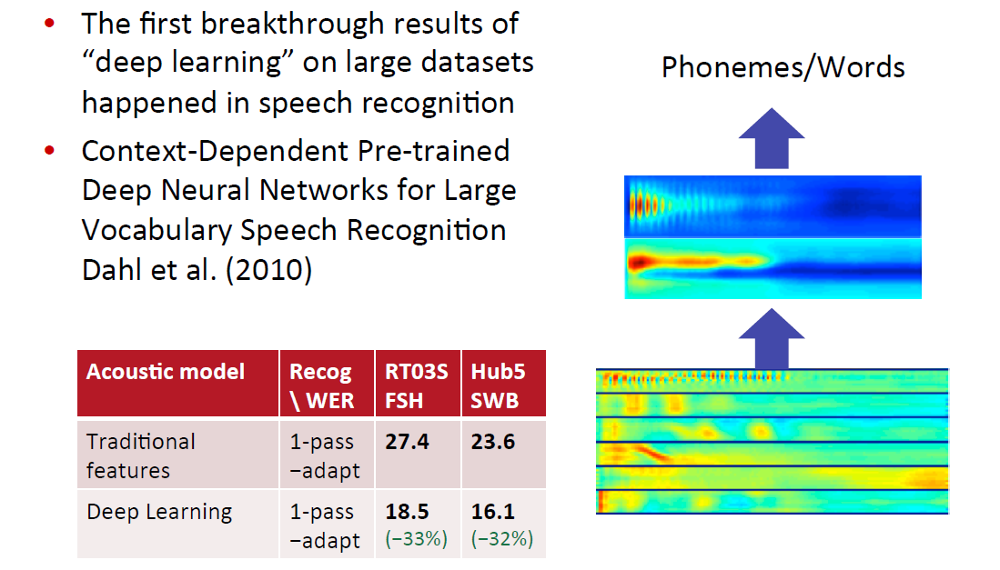 • The first breakthrough results of
“deep learning” on large datasets
happened in speech recognition
• Context-Dependent Pre-trained
Deep Neural Networks for Large
Vocabulary Speech Recognition
Dahl et al. (2010)
Phonemes/Words
Acoustic model Recog \ WER RT03S FSH Hub5 SWB
Traditional features 1-pass −adapt 27.4 23.6
Deep Learning 1-pass −adapt 18.5 (−33%) 16.1 (−32%)